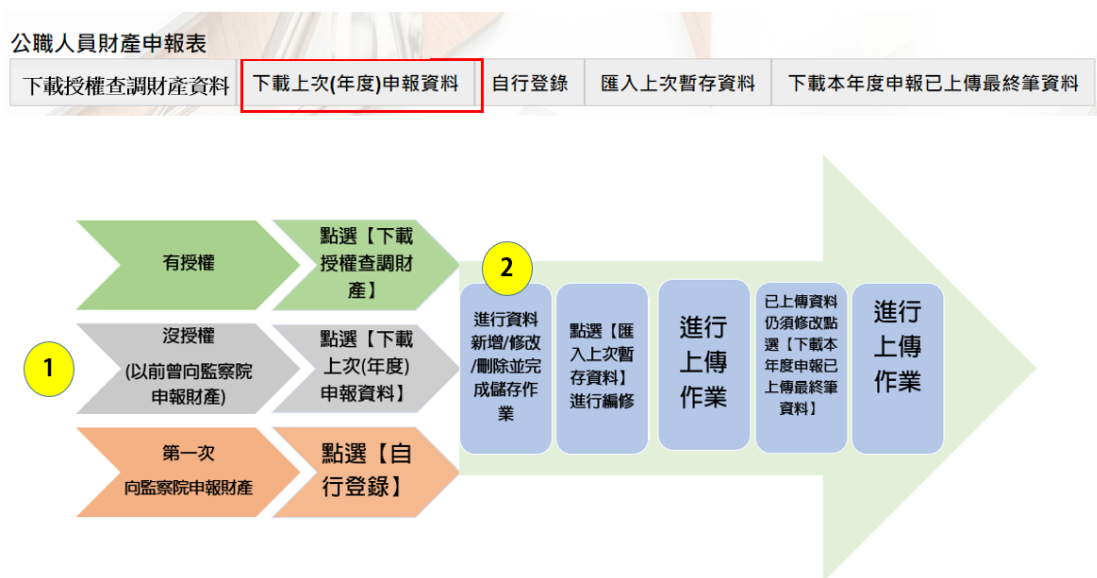 公職人員財產申報表
下載授權查調財產資料 下載上次(年度)申報資料 自行登錄 匯入上次暫存資料 下載本年度申報已上傳最終筆資料
1
有授權
點選【下載
授權查調財
產】
沒授權
(以前曾向監察院
申報財產)
點選【下載
上次(年度)
申報資料】
第一次
向監察院申報財產
點選【自
行登錄】
2
進行資料
新增/修改
/刪除並完
成儲存作
業
點選【匯
入上次暫
存資料】
進行編修
進行
上傳
作業
已上傳資料
仍須修改點
選【下載本
年度申報已
上傳最終筆
資料】
進行
上傳
作業